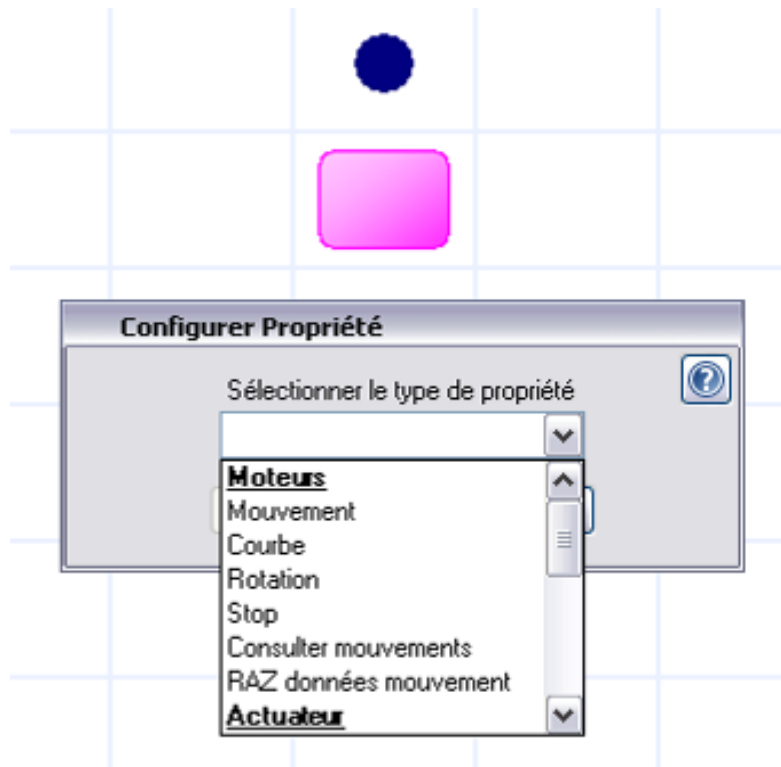 Configurer Propriété
Sélectionner le type de propriété
Moteurs
Mouvement
Courbe
Rotation
Stop
Consulter mouvements
RAZ données mouvement
Actuateur